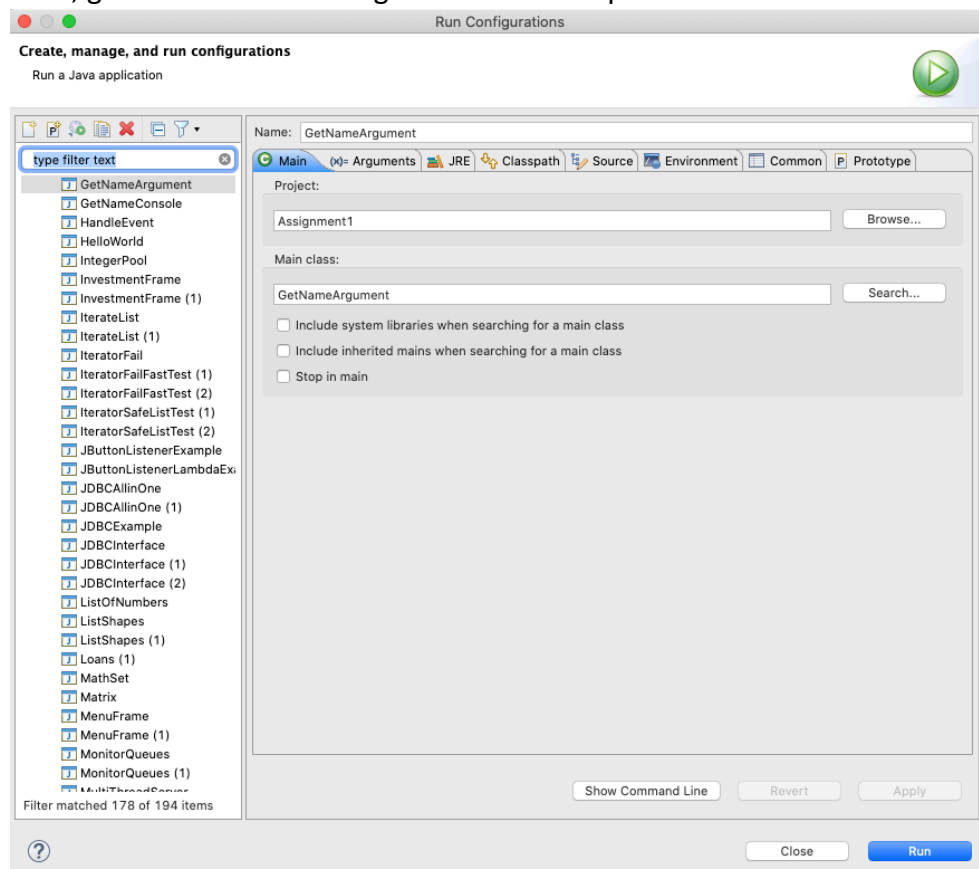 Run Configurations
Create, manage, and run configurations
Run a Java application
type filter text
GetNameArgument
GetNameConsole
HandleEvent
HelloWorld
IntegerPool
InvestmentFrame
InvestmentFrame (1)
IterateList
IterateList (1)
IteratorFail
IteratorFailFastTest (1)
IteratorFailFastTest (2)
IteratorSafeListTest (1)
IteratorSafeListTest (2)
JButtonListenerExample
JButtonListenerLambdaExa
JDBCAllinOne
JDBCAllinOne (1)
JDBCExample
JDBCInterface
JDBCInterface (1)
JDBCInterface (2)
ListOfNumbers
ListShapes
ListShapes (1)
Loans (1)
MathSet
Matrix
MenuFrame
MenuFrame (1)
MonitorQueues
MonitorQueues (1)
MultiThreadServer
Filter matched 178 of 194 items
Name: GetNameArgument
Main (x)= Arguments JRE Classpath Source Environment Common P Prototype
Project:
Assignment1 Browse...
Main class:
GetNameArgument Search...
Include system libraries when searching for a main class
Include inherited mains when searching for a main class
Stop in main
Show Command Line Revert Apply
? Close Run